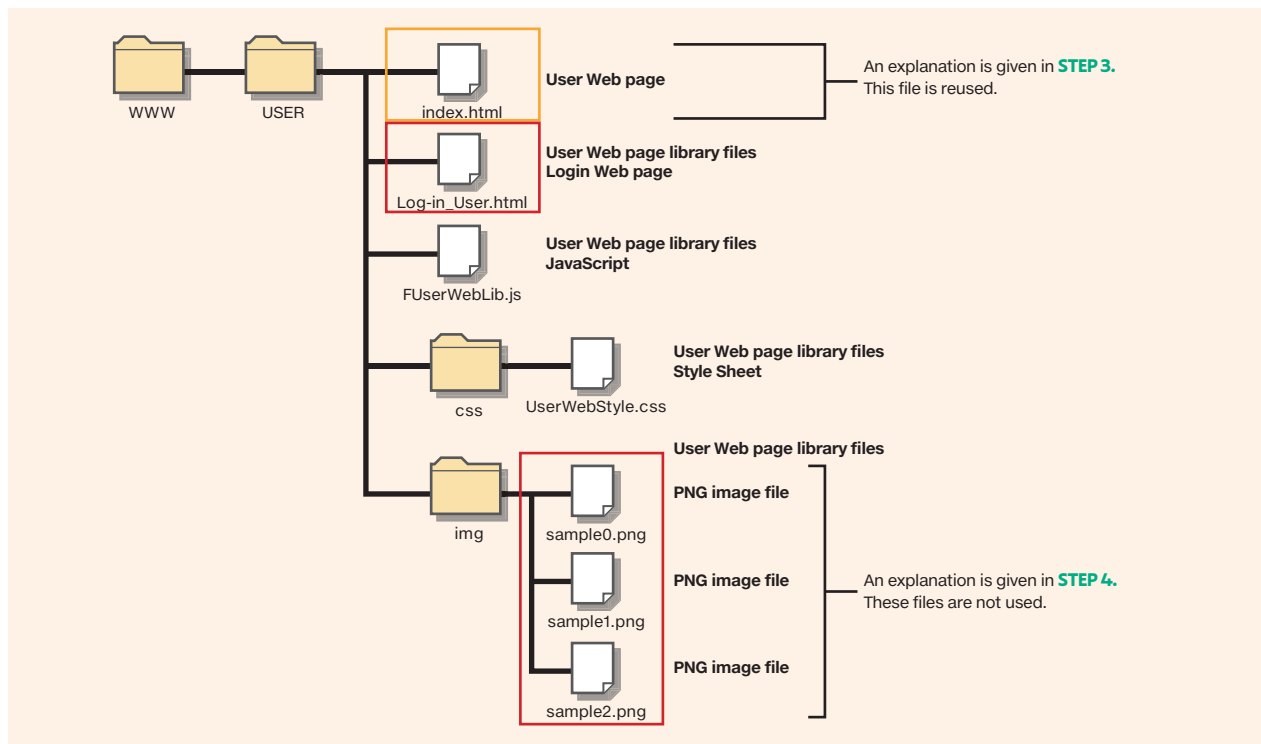 WWW
USER
index.html
User Web page
An explanation is given in STEP 3.
This file is reused.
Log-in_User.html
User Web page library files
Login Web page
FUserWebLib.js
User Web page library files
JavaScript
css
UserWebStyle.css
User Web page library files
Style Sheet
img
User Web page library files
sample0.png
PNG image file
sample1.png
PNG image file
sample2.png
PNG image file
An explanation is given in STEP 4.
These files are not used.